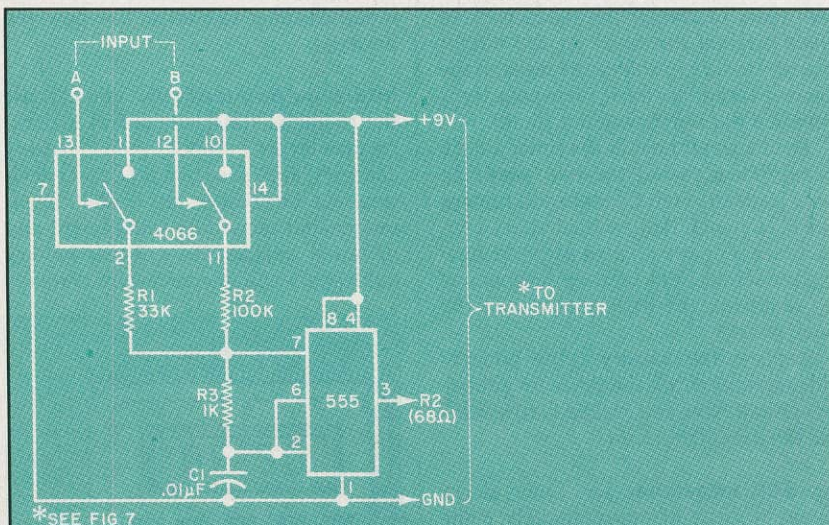 INPUT
A B
13 1 12 10
+9V
7 14
4066
2 11
R1
33K
R2
100K
*TO
TRANSMITTER
8 4
7
R3
1K
6 555 3 R2
(68Ω)
2
C1
.01µF
1
GND
*SEE FIG 7